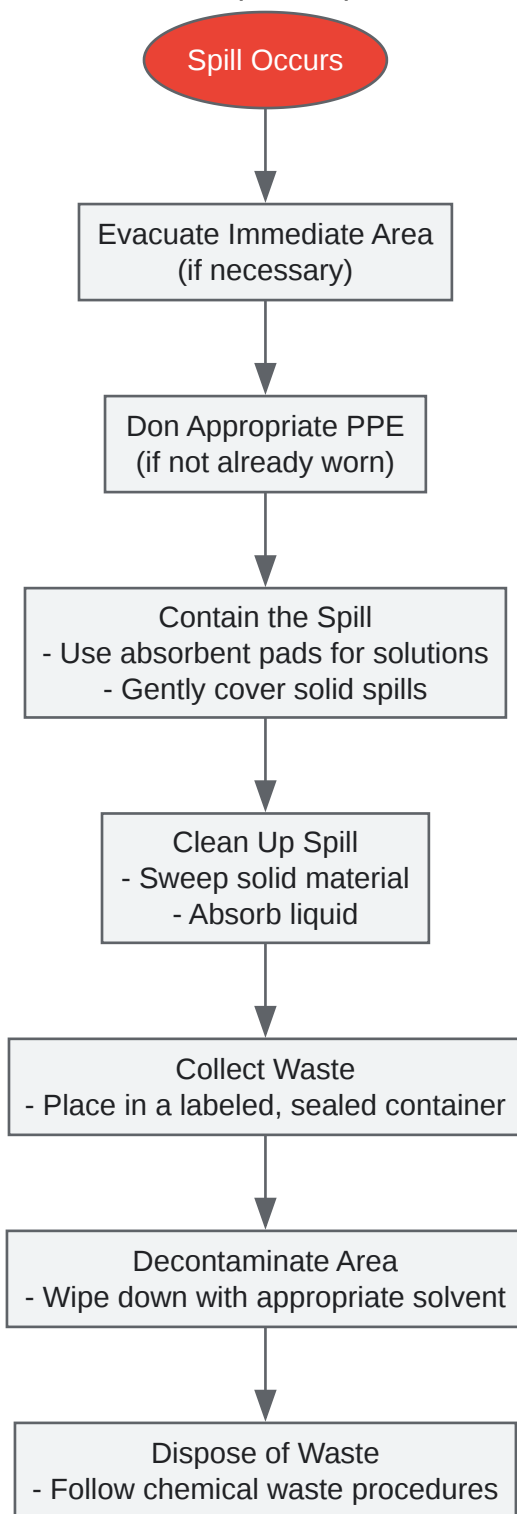 Spill Occurs
Evacuate Immediate Area
(if necessary)
Don Appropriate PPE
(if not already worn)
Contain the Spill
- Use absorbent pads for solutions
- Gently cover solid spills
Clean Up Spill
- Sweep solid material
- Absorb liquid
Collect Waste
- Place in a labeled, sealed container
Decontaminate Area
- Wipe down with appropriate solvent
Dispose of Waste
- Follow chemical waste procedures